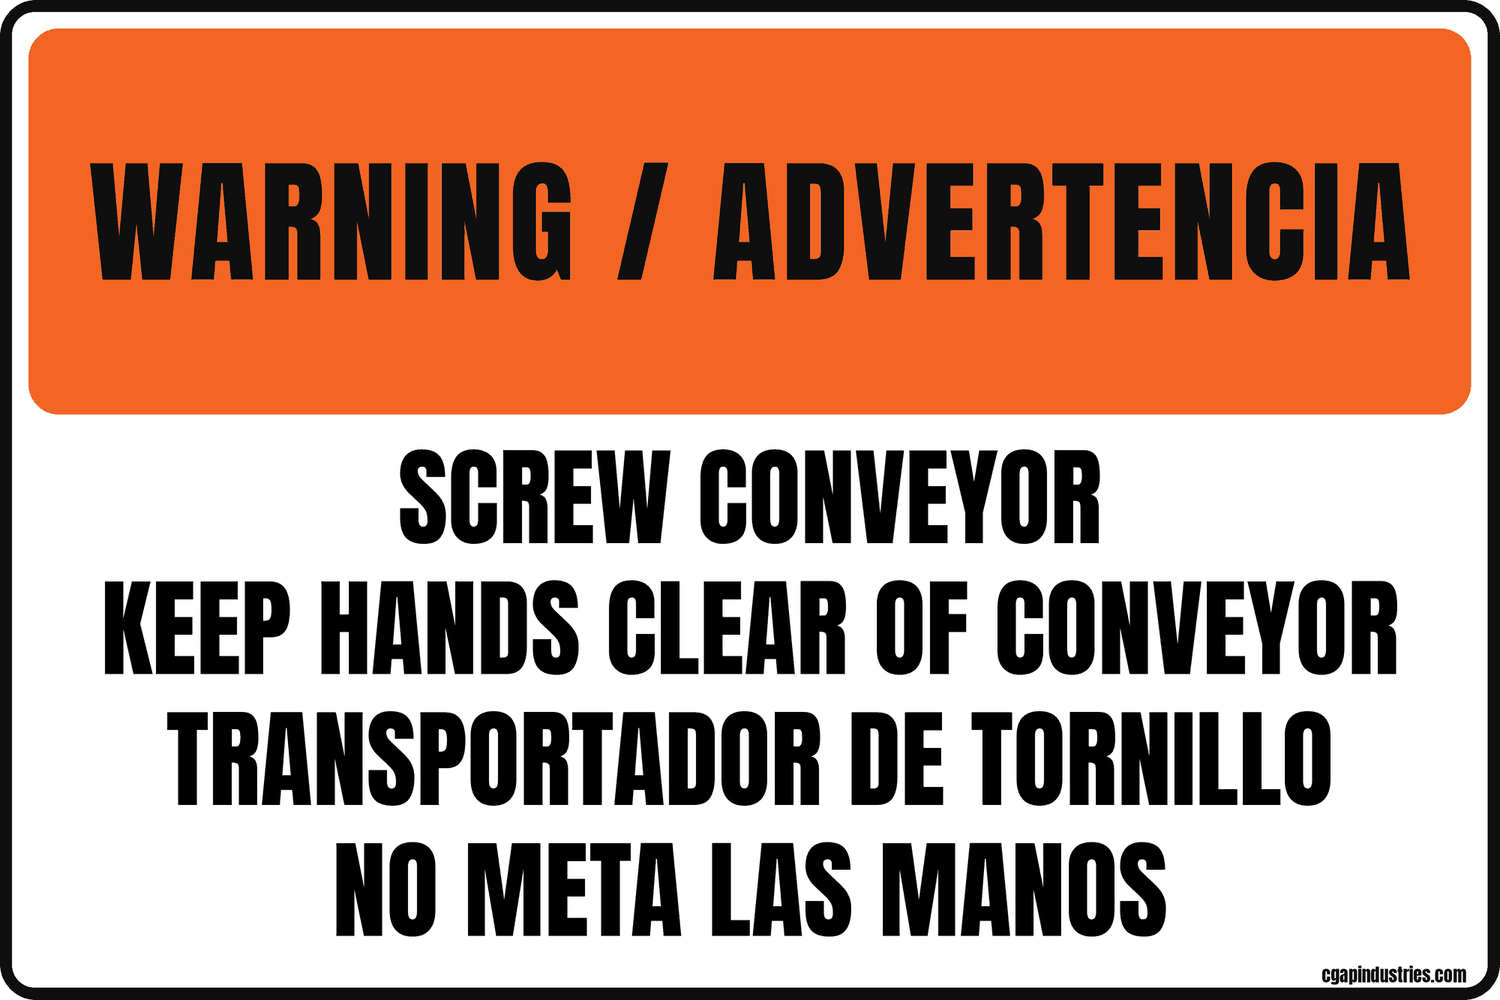 WARNING / ADVERTENCIA
SCREW CONVEYOR
KEEP HANDS CLEAR OF CONVEYOR
TRANSPORTADOR DE TORNILLO
NO META LAS MANOS
cgapindustries.com